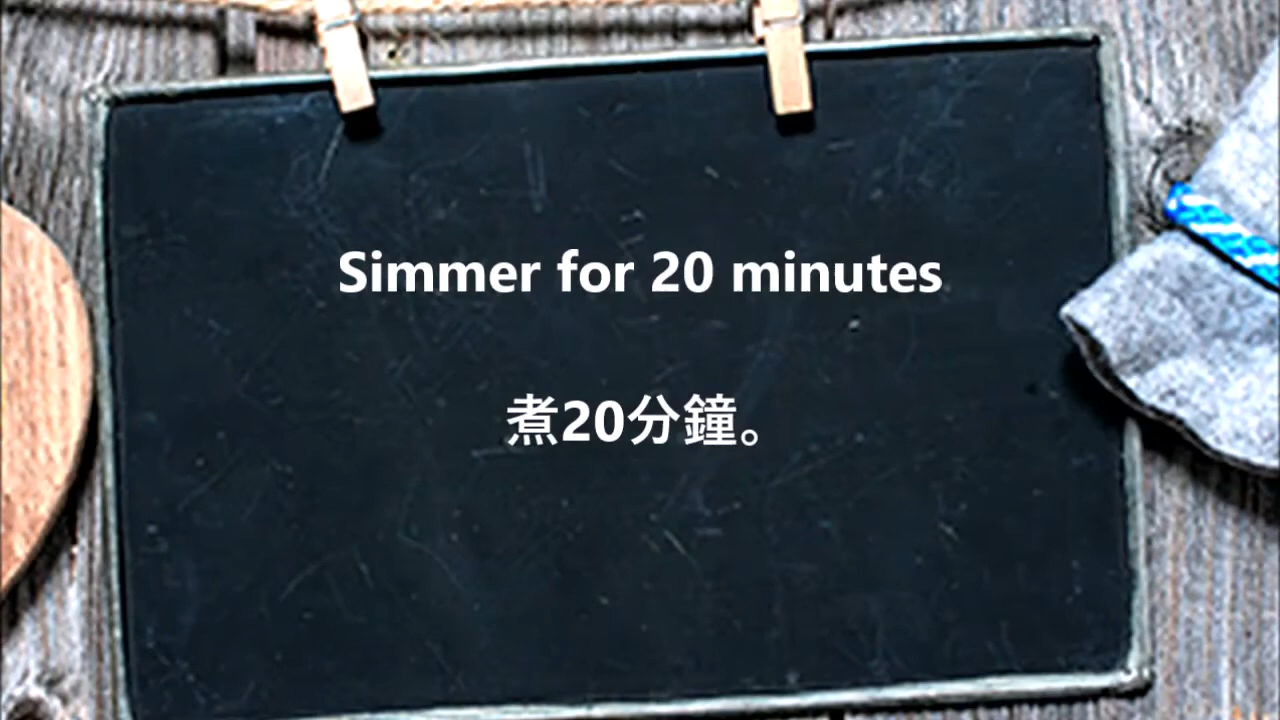 Simmer for 20 minutes
煮20分鐘。